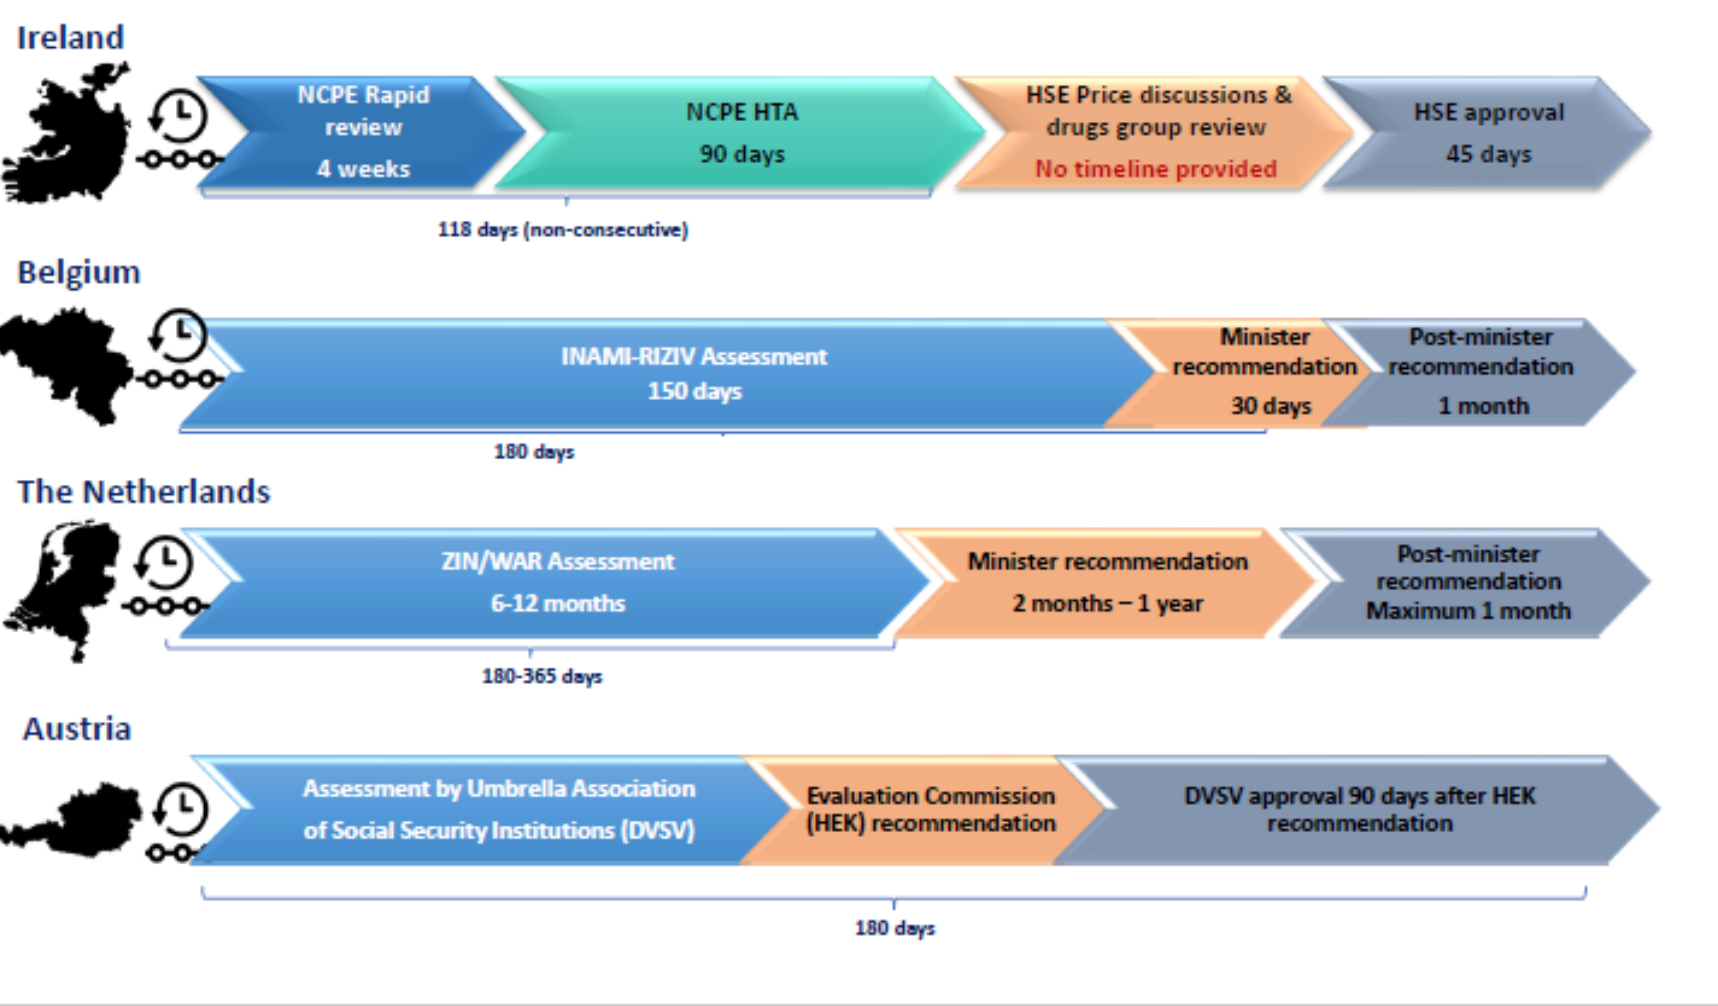 Ireland
NCPE Rapid
review
4 weeks
NCPE HTA
90 days
HSE Price discussions &
drugs group review
No timeline provided
HSE approval
45 days
118 days (non-consecutive)
Belgium
INAMI-RIZIV Assessment
150 days
Minister
recommendation
30 days
Post-minister
recommendation
1 month
180 days
The Netherlands
ZIN/WAR Assessment
6-12 months
Minister recommendation
2 months – 1 year
Post-minister
recommendation
Maximum 1 month
180-365 days
Austria
Assessment by Umbrella Association
of Social Security Institutions (DVSV)
Evaluation Commission
(HEK) recommendation
DVSV approval 90 days after HEK
recommendation
180 days